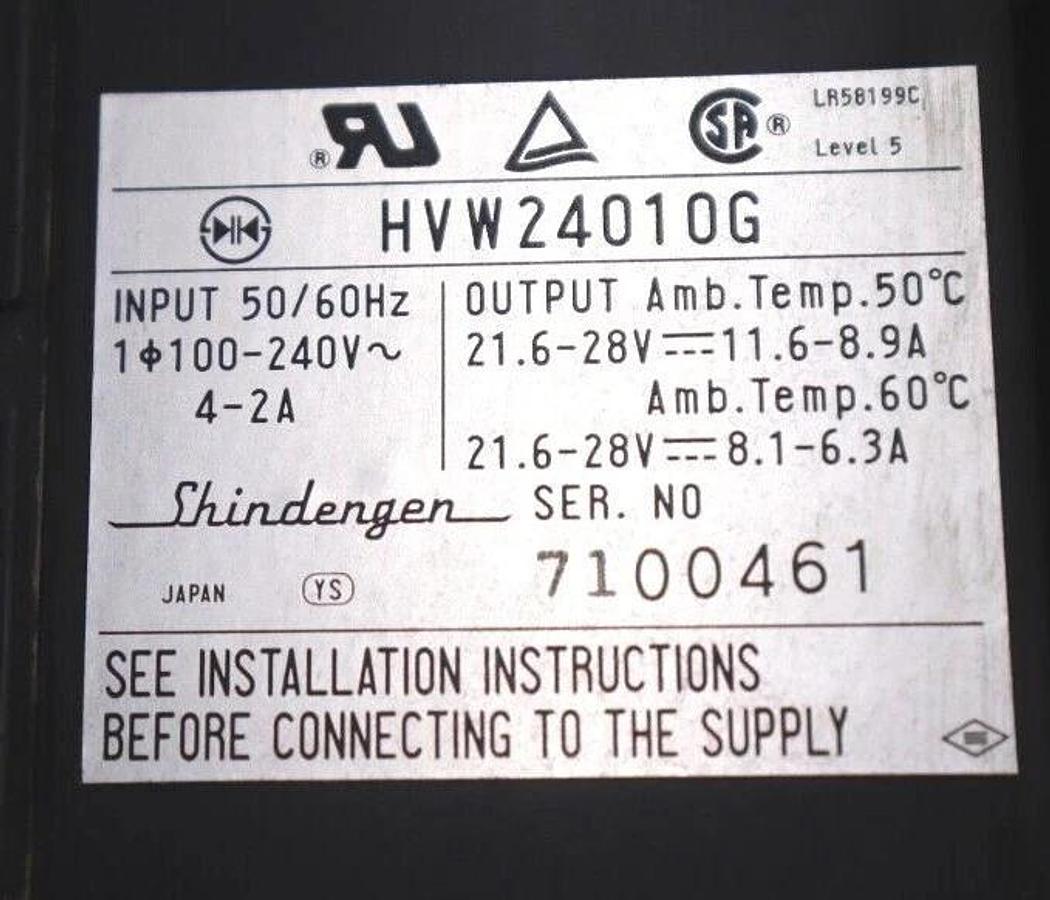 ® RU SA ® LR58199C
Level 5
HVW24010G
INPUT 50/60Hz
1Φ100-240V~
4-2A
OUTPUT Amb.Temp.50°C
21.6-28V⎓11.6-8.9A
Amb.Temp.60°C
21.6-28V⎓8.1-6.3A
Shindengen SER. NO
7100461
JAPAN YS
SEE INSTALLATION INSTRUCTIONS
BEFORE CONNECTING TO THE SUPPLY